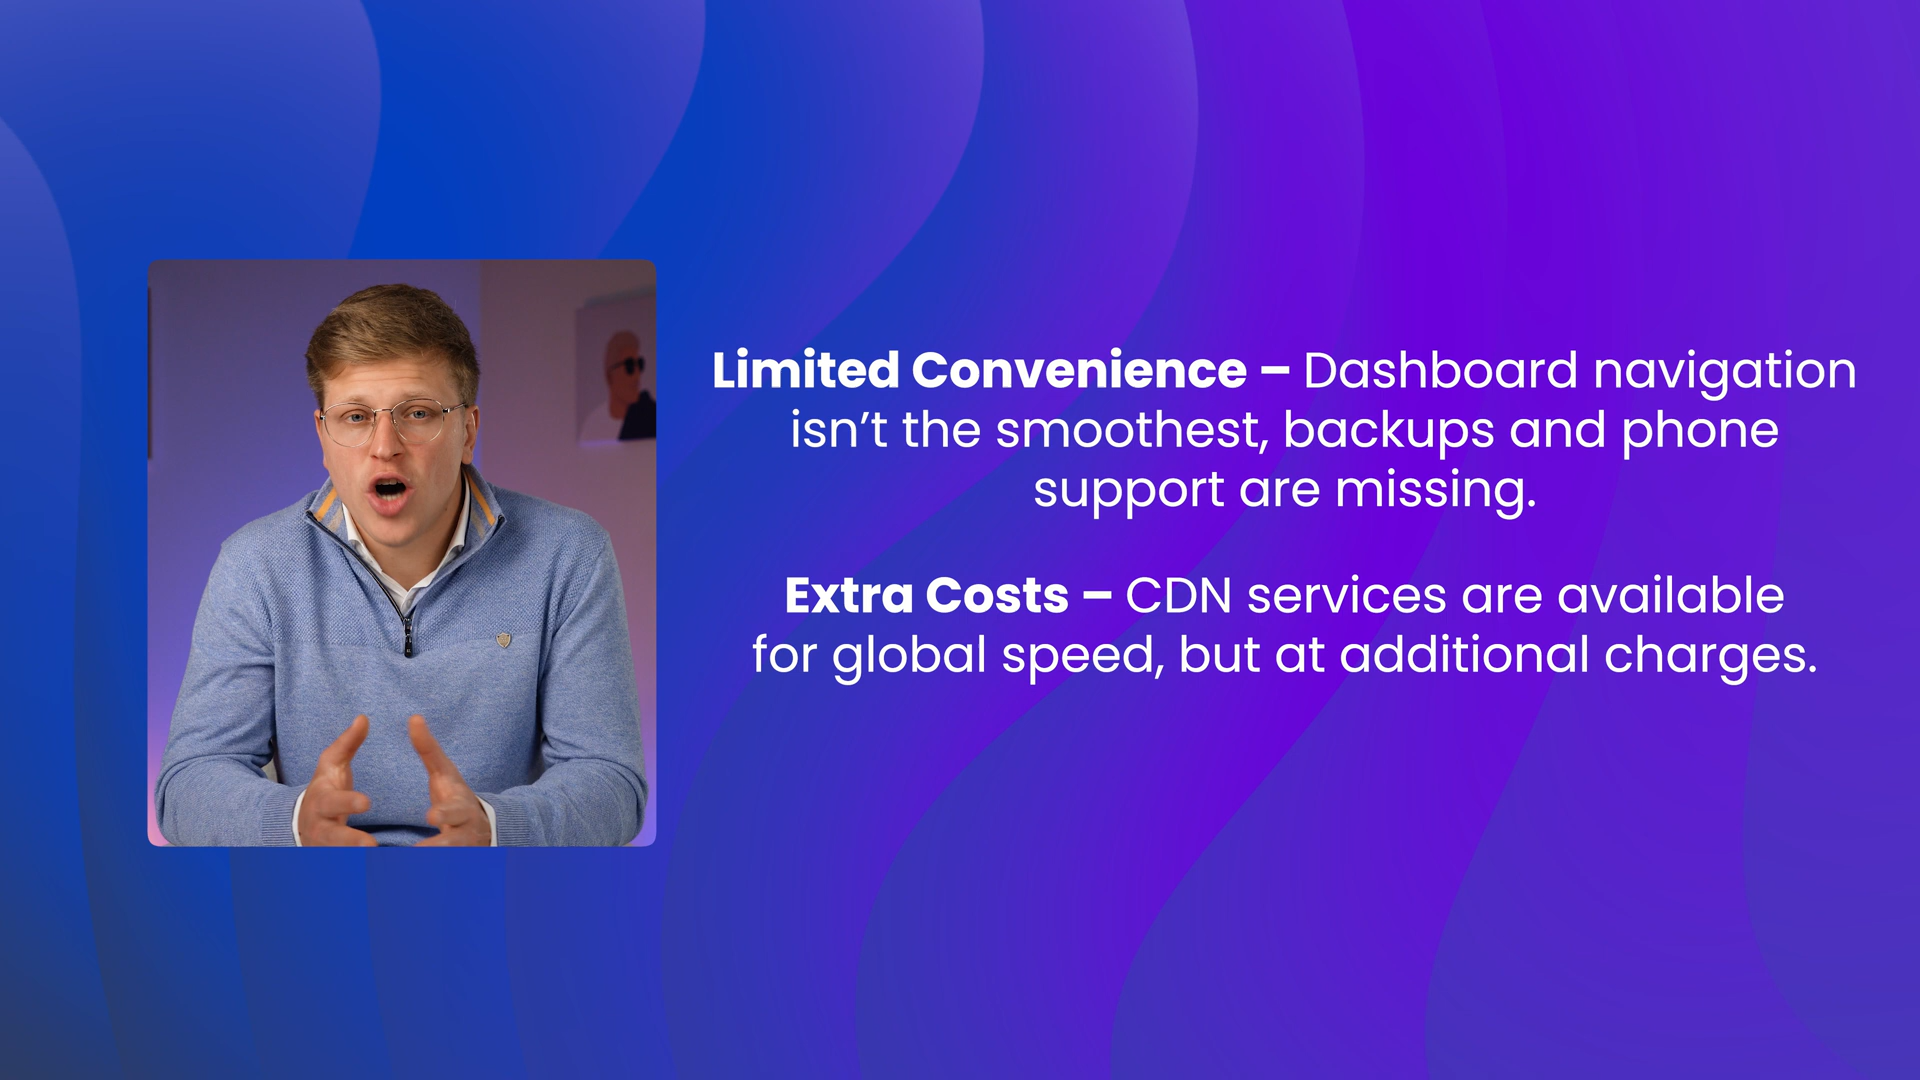 Limited Convenience – Dashboard navigation
isn’t the smoothest, backups and phone
support are missing.
Extra Costs – CDN services are available
for global speed, but at additional charges.